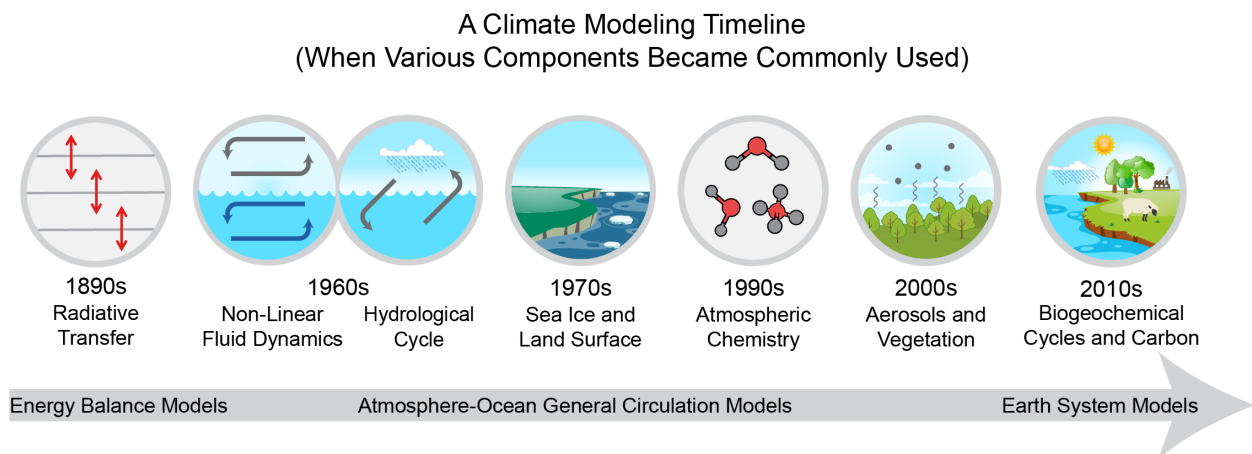 A Climate Modeling Timeline
(When Various Components Became Commonly Used)
1890s
Radiative
Transfer
1960s
Non-Linear
Fluid Dynamics
Hydrological
Cycle
1970s
Sea Ice and
Land Surface
1990s
Atmospheric
Chemistry
2000s
Aerosols and
Vegetation
2010s
Biogeochemical
Cycles and Carbon
Energy Balance Models
Atmosphere-Ocean General Circulation Models
Earth System Models